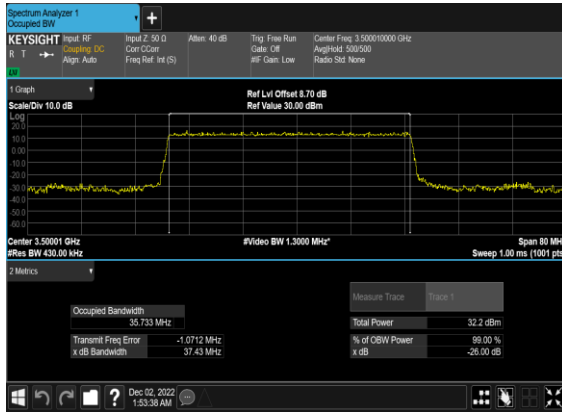 Spectrum Analyzer 1
Occupied BW
+
KEYSIGHT
R T
LXI
Input: RF
Coupling: DC
Align: Auto
Input Z: 50 Ω
Corr CCorr
Freq Ref: Int (S)
Atten: 40 dB
Trig: Free Run
Gate: Off
#IF Gain: Low
Center Freq: 3.500010000 GHz
Avg|Hold: 500/500
Radio Std: None
1 Graph
Scale/Div 10.0 dB
Ref Lvl Offset 8.70 dB
Ref Value 30.00 dBm
Log
20.0
10.0
0.00
-10.0
-20.0
-30.0
-40.0
-50.0
-60.0
Center 3.50001 GHz
#Res BW 430.00 kHz
#Video BW 1.3000 MHz*
Span 80 MH
Sweep 1.00 ms (1001 pts
2 Metrics
Measure Trace Trace 1
Occupied Bandwidth
35.733 MHz
Total Power 32.2 dBm
Transmit Freq Error -1.0712 MHz
% of OBW Power 99.00 %
x dB Bandwidth 37.43 MHz
x dB -26.00 dB
?
Dec 02, 2022
1:53:38 AM